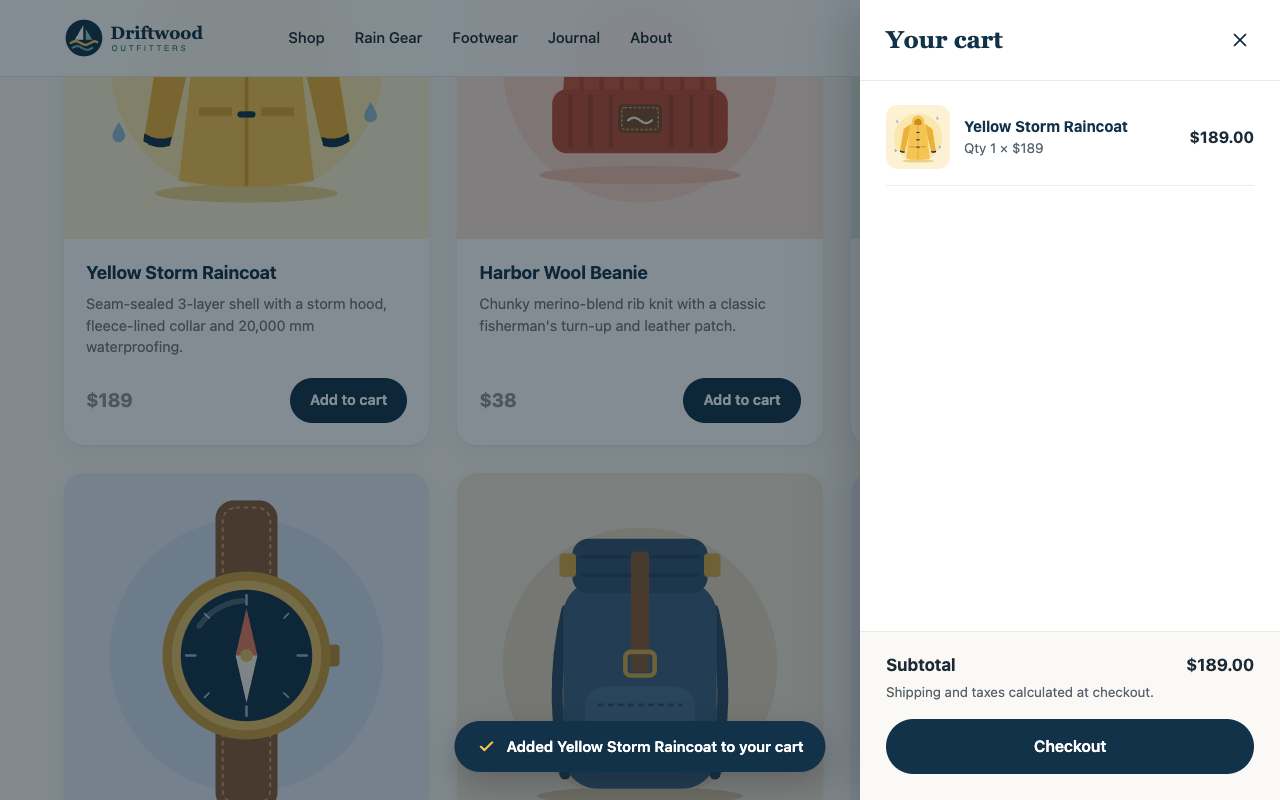 Driftwood
OUTFITTERS
Shop
Rain Gear
Footwear
Journal
About
Yellow Storm Raincoat
Seam-sealed 3-layer shell with a storm hood,
fleece-lined collar and 20,000 mm
waterproofing.
$189
Add to cart
Harbor Wool Beanie
Chunky merino-blend rib knit with a classic
fisherman's turn-up and leather patch.
$38
Add to cart
Added Yellow Storm Raincoat to your cart
Your cart
Yellow Storm Raincoat
Qty 1 × $189
$189.00
Subtotal
$189.00
Shipping and taxes calculated at checkout.
Checkout